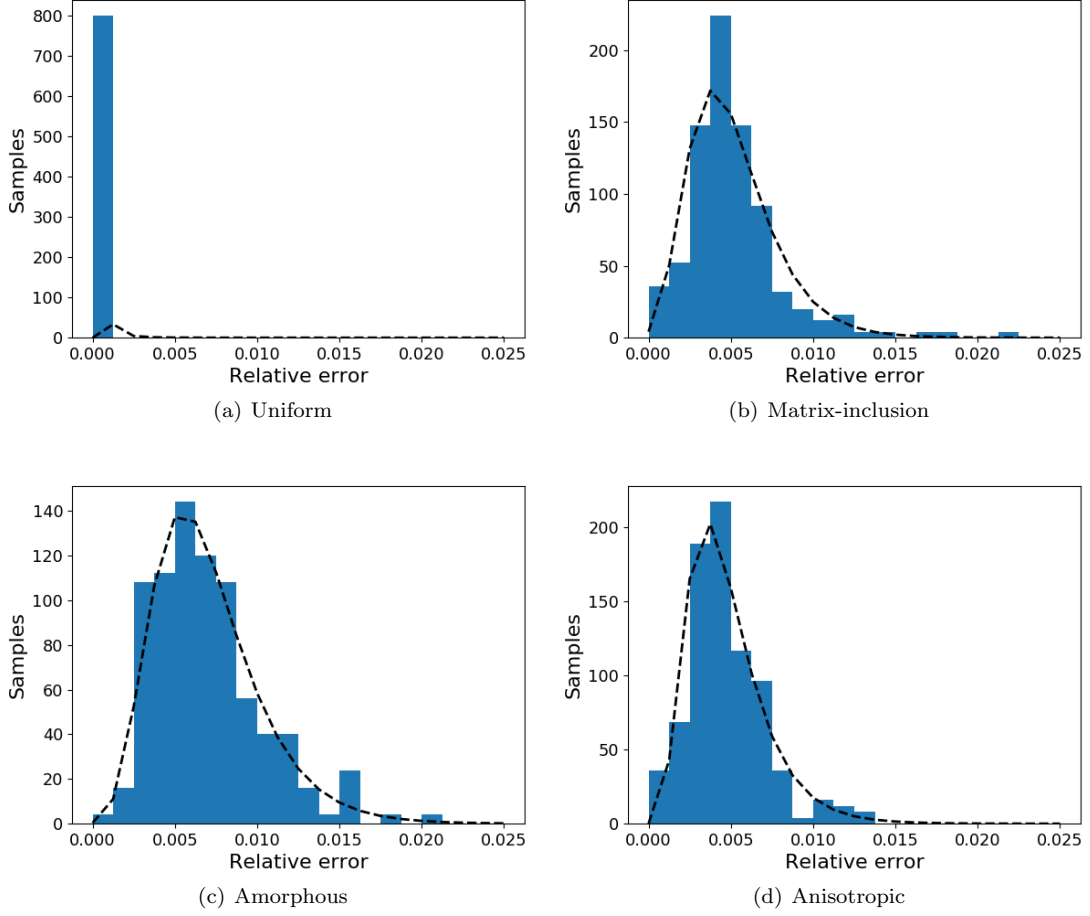 800
700
600
500
400
300
200
100
0
Samples
0.000 0.005 0.010 0.015 0.020 0.025
Relative error
(a) Uniform
200
150
100
50
0
Samples
0.000 0.005 0.010 0.015 0.020 0.025
Relative error
(b) Matrix-inclusion
140
120
100
80
60
40
20
0
Samples
0.000 0.005 0.010 0.015 0.020 0.025
Relative error
(c) Amorphous
200
150
100
50
0
Samples
0.000 0.005 0.010 0.015 0.020 0.025
Relative error
(d) Anisotropic